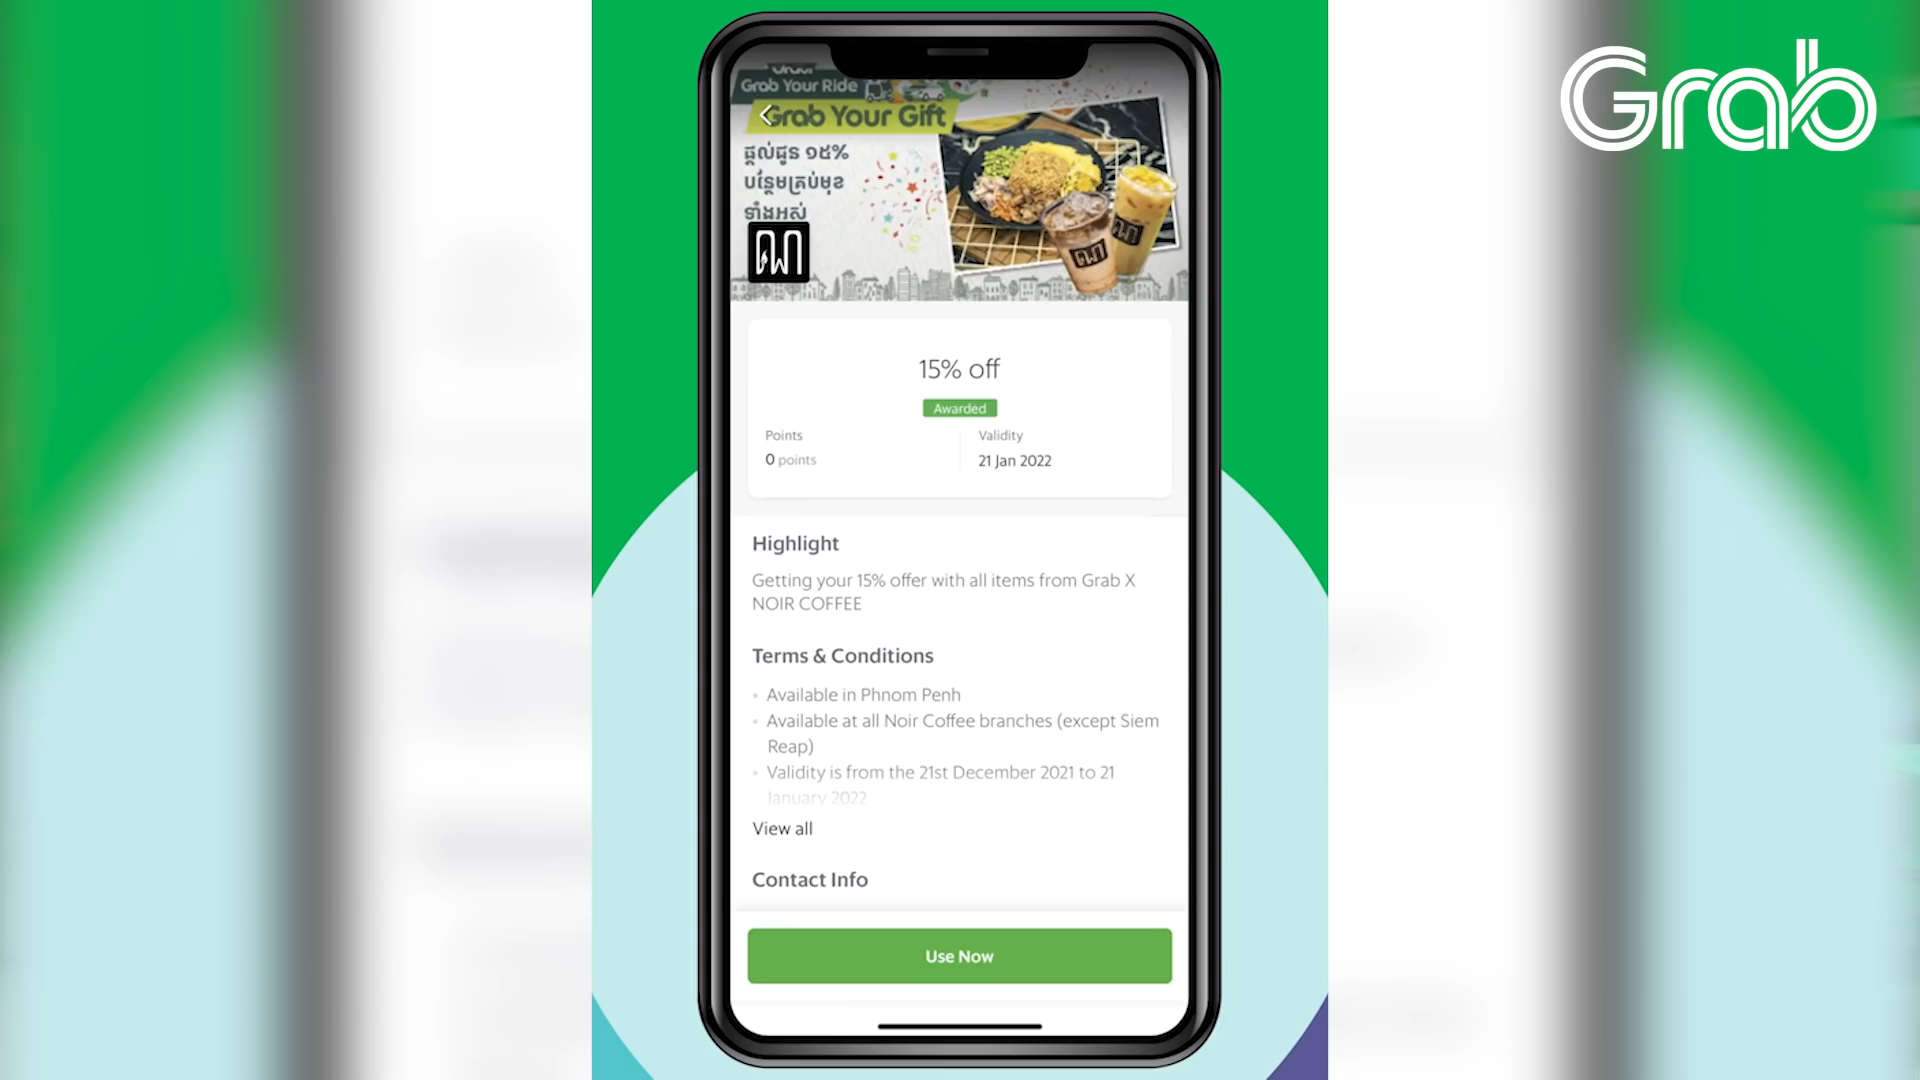 Grab
Grab Your Ride
Grab Your Gift
ផ្តល់ជូន ១៥%
បន្ថែមគ្រប់មុខ
ទាំងអស់
15% off
Awarded
Points
Validity
0 points
21 Jan 2022
Highlight
Getting your 15% offer with all items from Grab X
NOIR COFFEE
Terms & Conditions
Available in Phnom Penh
Available at all Noir Coffee branches (except Siem
Reap)
Validity is from the 21st December 2021 to 21
January 2022
View all
Contact Info
Use Now